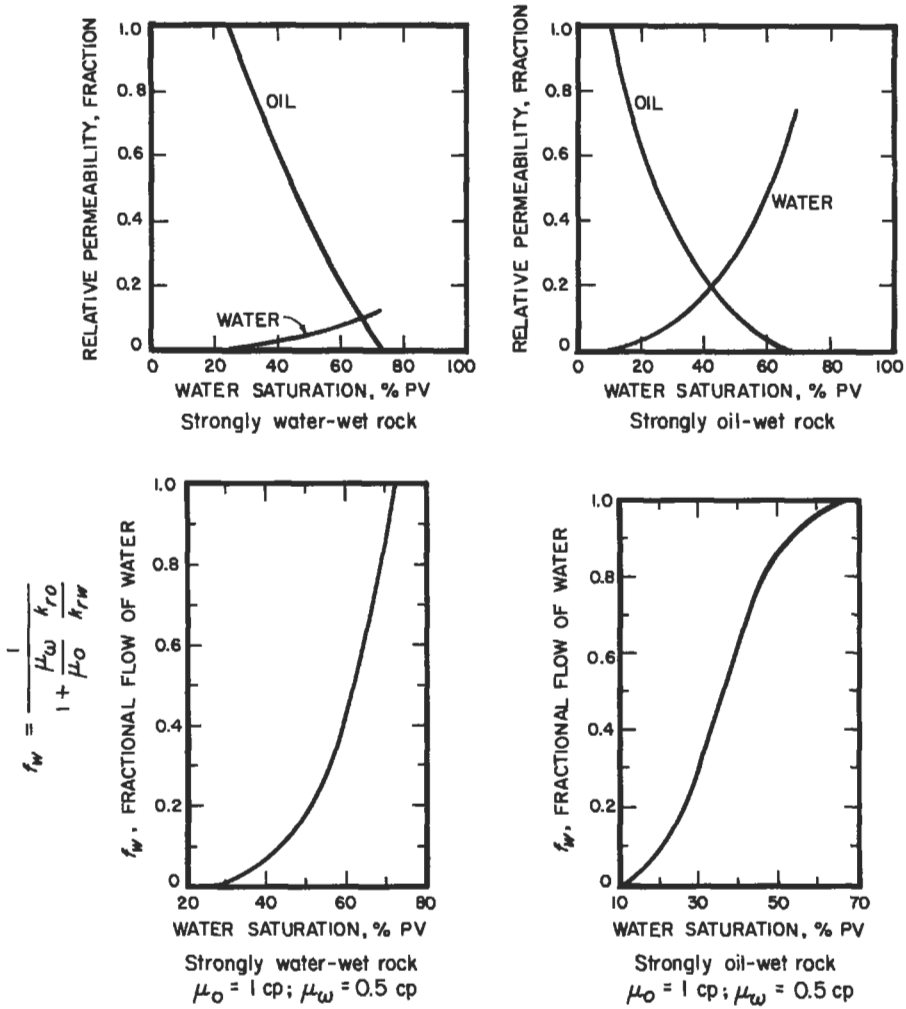 RELATIVE PERMEABILITY, FRACTION
1.0
0.8
0.6
0.4
0.2
0
OIL
WATER
0 20 40 60 80 100
WATER SATURATION, % PV
Strongly water-wet rock
RELATIVE PERMEABILITY, FRACTION
1.0
0.8
0.6
0.4
0.2
0
OIL
WATER
0 20 40 60 80 100
WATER SATURATION, % PV
Strongly oil-wet rock
f_w = 1 / (1 + μ_ω/μ_o k_ro/k_rw)
f_w, FRACTIONAL FLOW OF WATER
1.0
0.8
0.6
0.4
0.2
0
20 40 60 80
WATER SATURATION, % PV
Strongly water-wet rock
μ_o = 1 cp; μ_ω = 0.5 cp
f_w, FRACTIONAL FLOW OF WATER
1.0
0.8
0.6
0.4
0.2
0
10 30 50 70
WATER SATURATION, % PV
Strongly oil-wet rock
μ_o = 1 cp; μ_ω = 0.5 cp